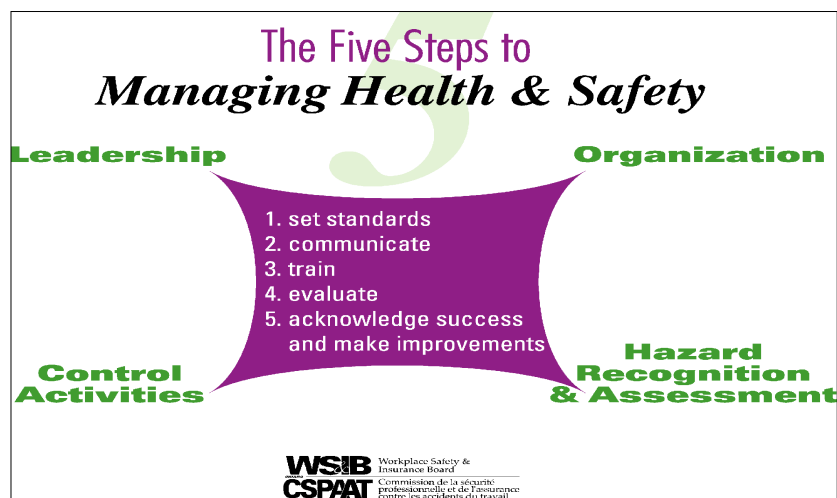 The Five Steps to
Managing Health & Safety
5
Leadership
Organization
1. set standards
2. communicate
3. train
4. evaluate
5. acknowledge success
and make improvements
Control
Activities
Hazard
Recognition
& Assessment
WSIB
ONTARIO
CSPAAT
Workplace Safety &
Insurance Board
Commission de la sécurité
professionnelle et de l'assurance
contre les accidents du travail